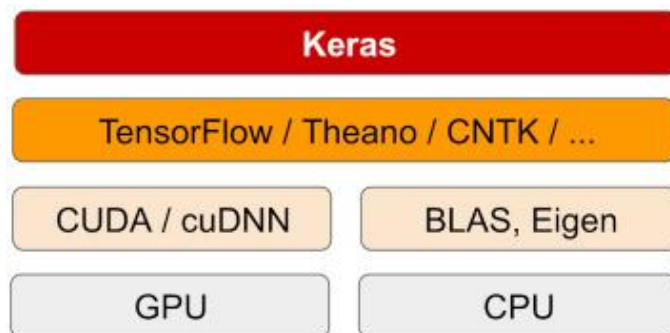 Keras
TensorFlow / Theano / CNTK / ...
CUDA / cuDNN
BLAS, Eigen
GPU
CPU